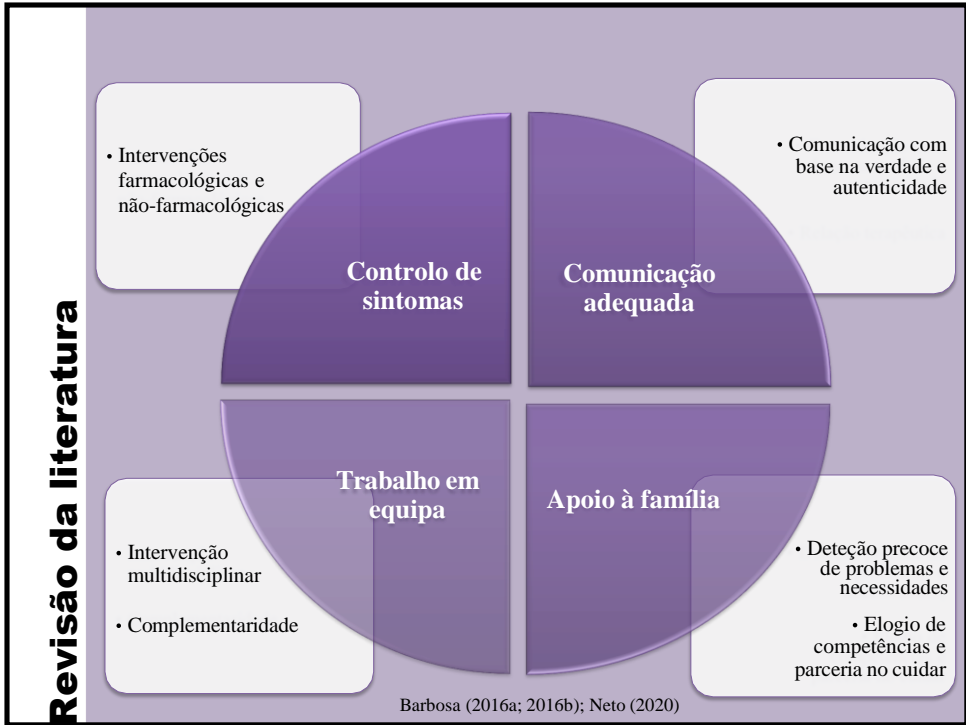 Revisão da literatura
• Intervenções
farmacológicas e
não-farmacológicas
Controlo de
sintomas
• Comunicação com
base na verdade e
autenticidade
Comunicação
adequada
Trabalho em
equipa
• Intervenção
multidisciplinar
• Complementaridade
Apoio à família
• Deteção precoce
de problemas e
necessidades
• Elogio de
competências e
parceria no cuidar
Barbosa (2016a; 2016b); Neto (2020)